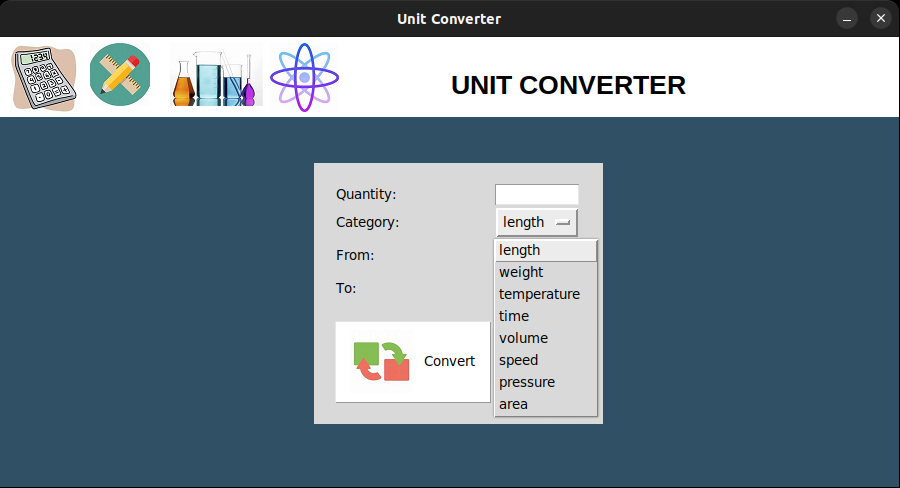 Unit Converter
1234
UNIT CONVERTER
Quantity:
Category: length
From:
To:
length
weight
temperature
time
volume
speed
pressure
area
Convert